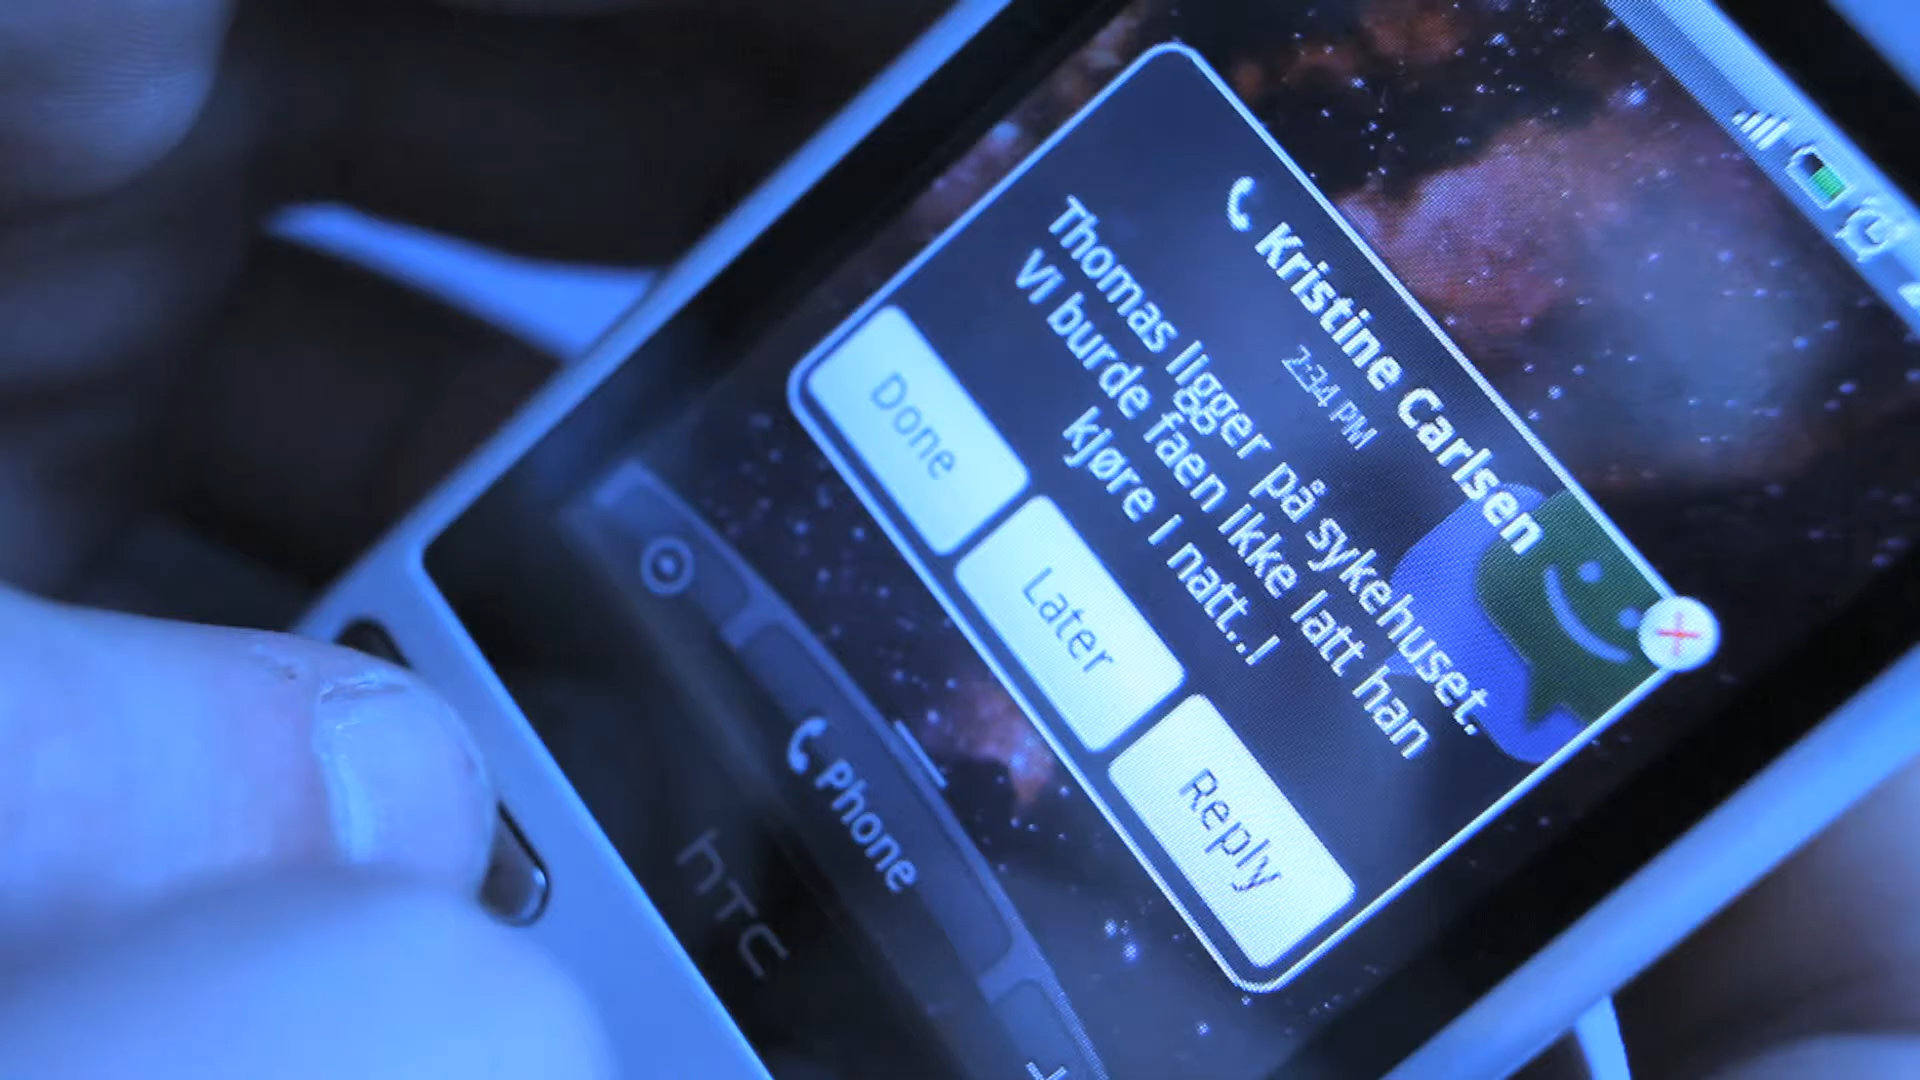 Kristine Carlsen
2:34 PM
Thomas ligger på sykehuset.
Vi burde faen ikke latt han
kjøre i natt..!
Done
Later
Reply
Phone
hTC